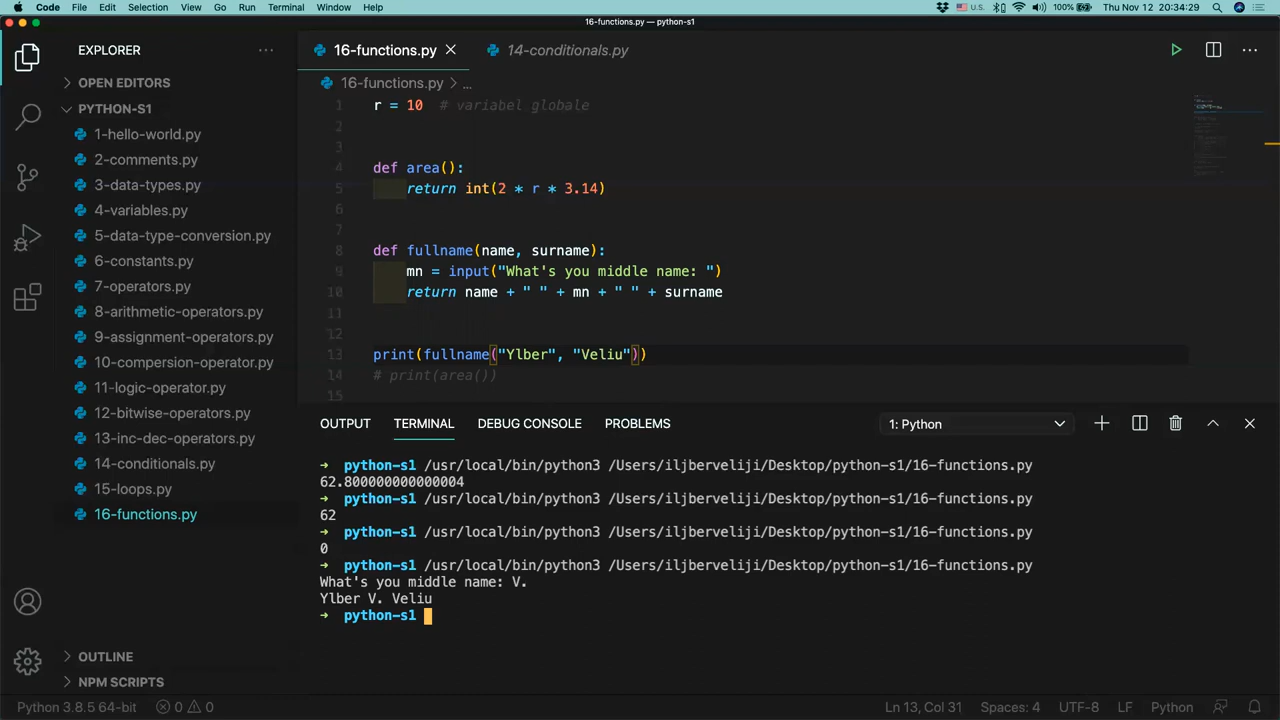 Code File Edit Selection View Go Run Terminal Window Help U.S. 100% Thu Nov 12 20:34:29
16-functions.py — python-s1
EXPLORER
16-functions.py
14-conditionals.py
OPEN EDITORS
16-functions.py > ...
PYTHON-S1
1-hello-world.py
2-comments.py
3-data-types.py
4-variables.py
5-data-type-conversion.py
6-constants.py
7-operators.py
8-arithmetic-operators.py
9-assignment-operators.py
10-compersion-operator.py
11-logic-operator.py
12-bitwise-operators.py
13-inc-dec-operators.py
14-conditionals.py
15-loops.py
16-functions.py
OUTLINE
NPM SCRIPTS
1 r = 10 # variabel globale
2
3
4 def area():
5 return int(2 * r * 3.14)
6
7
8 def fullname(name, surname):
9 mn = input("What's you middle name: ")
10 return name + " " + mn + " " + surname
11
12
13 print(fullname("Ylber", "Veliu"))
14 # print(area())
15
OUTPUT TERMINAL DEBUG CONSOLE PROBLEMS 1: Python
→ python-s1 /usr/local/bin/python3 /Users/iljberveliji/Desktop/python-s1/16-functions.py
62.800000000000004
→ python-s1 /usr/local/bin/python3 /Users/iljberveliji/Desktop/python-s1/16-functions.py
62
→ python-s1 /usr/local/bin/python3 /Users/iljberveliji/Desktop/python-s1/16-functions.py
0
→ python-s1 /usr/local/bin/python3 /Users/iljberveliji/Desktop/python-s1/16-functions.py
What's you middle name: V.
Ylber V. Veliu
→ python-s1
Python 3.8.5 64-bit 0 0 Ln 13, Col 31 Spaces: 4 UTF-8 LF Python